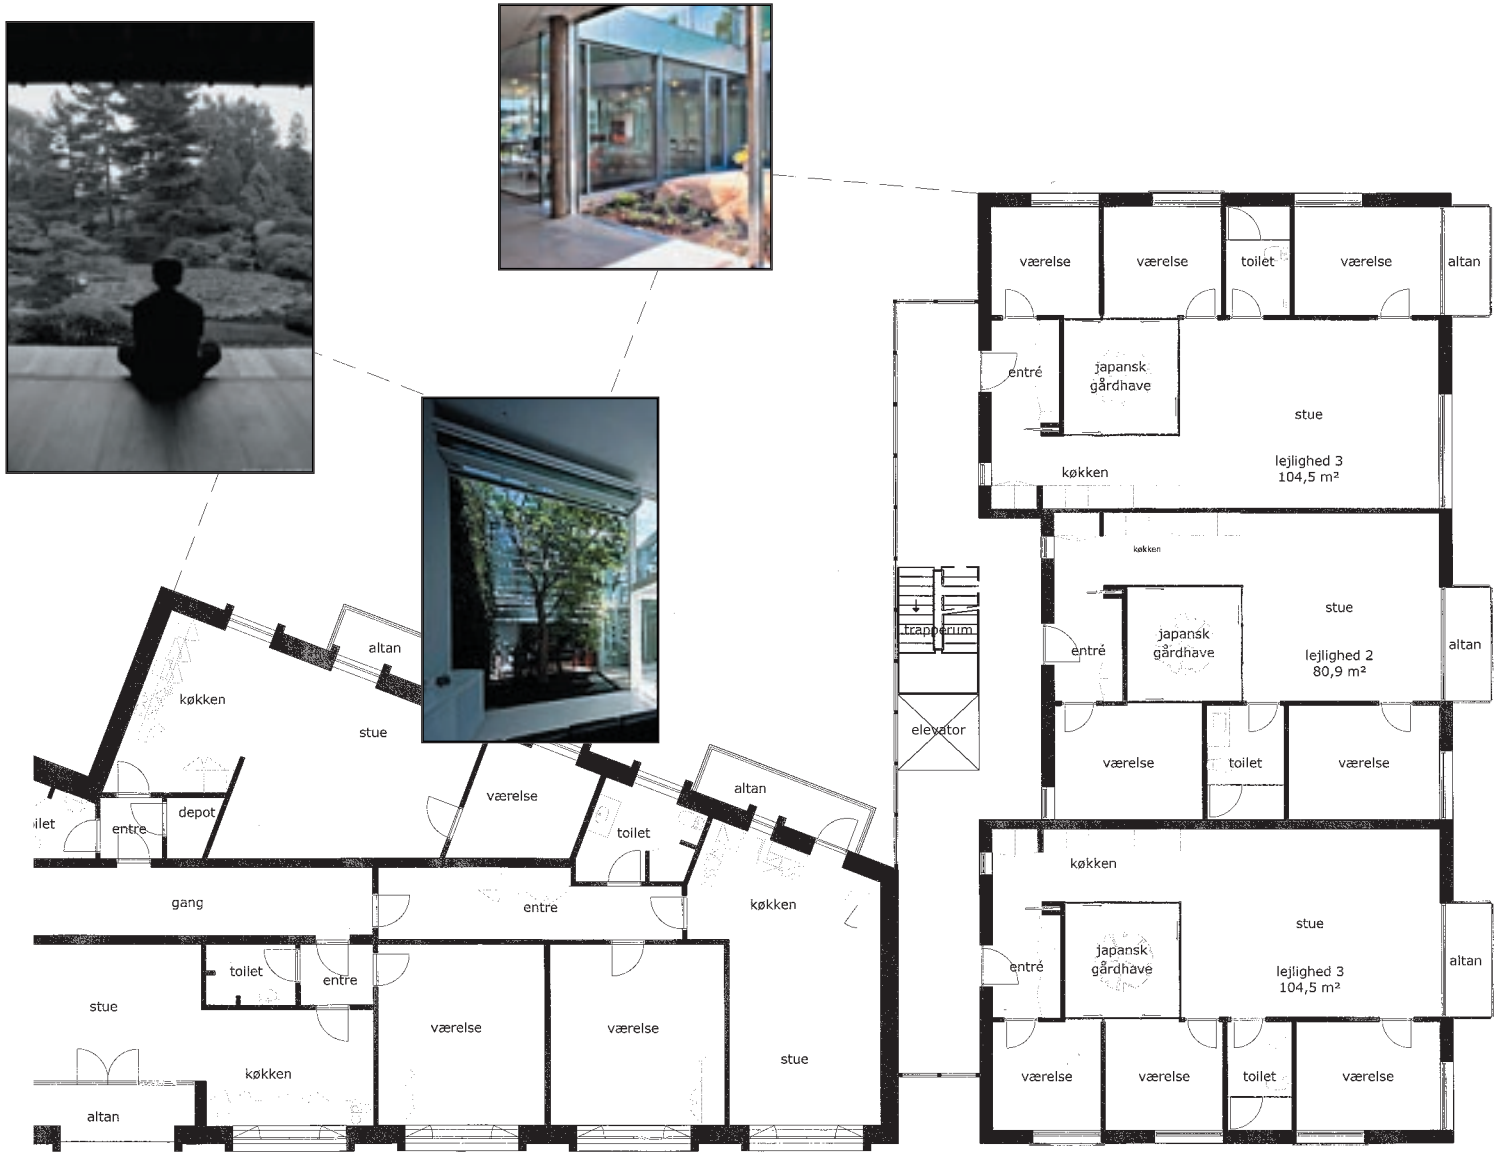 værelse
værelse
toilet
værelse
altan
entré
japansk
gårdhave
stue
køkken
lejlighed 3
104,5 m²
køkken
stue
trapperum
entré
japansk
gårdhave
lejlighed 2
80,9 m²
altan
elevator
værelse
toilet
værelse
køkken
stue
entré
japansk
gårdhave
lejlighed 3
104,5 m²
altan
værelse
værelse
toilet
værelse
altan
køkken
stue
altan
værelse
depot
entre
ilet
toilet
gang
entre
køkken
toilet
entre
stue
værelse
værelse
stue
køkken
altan